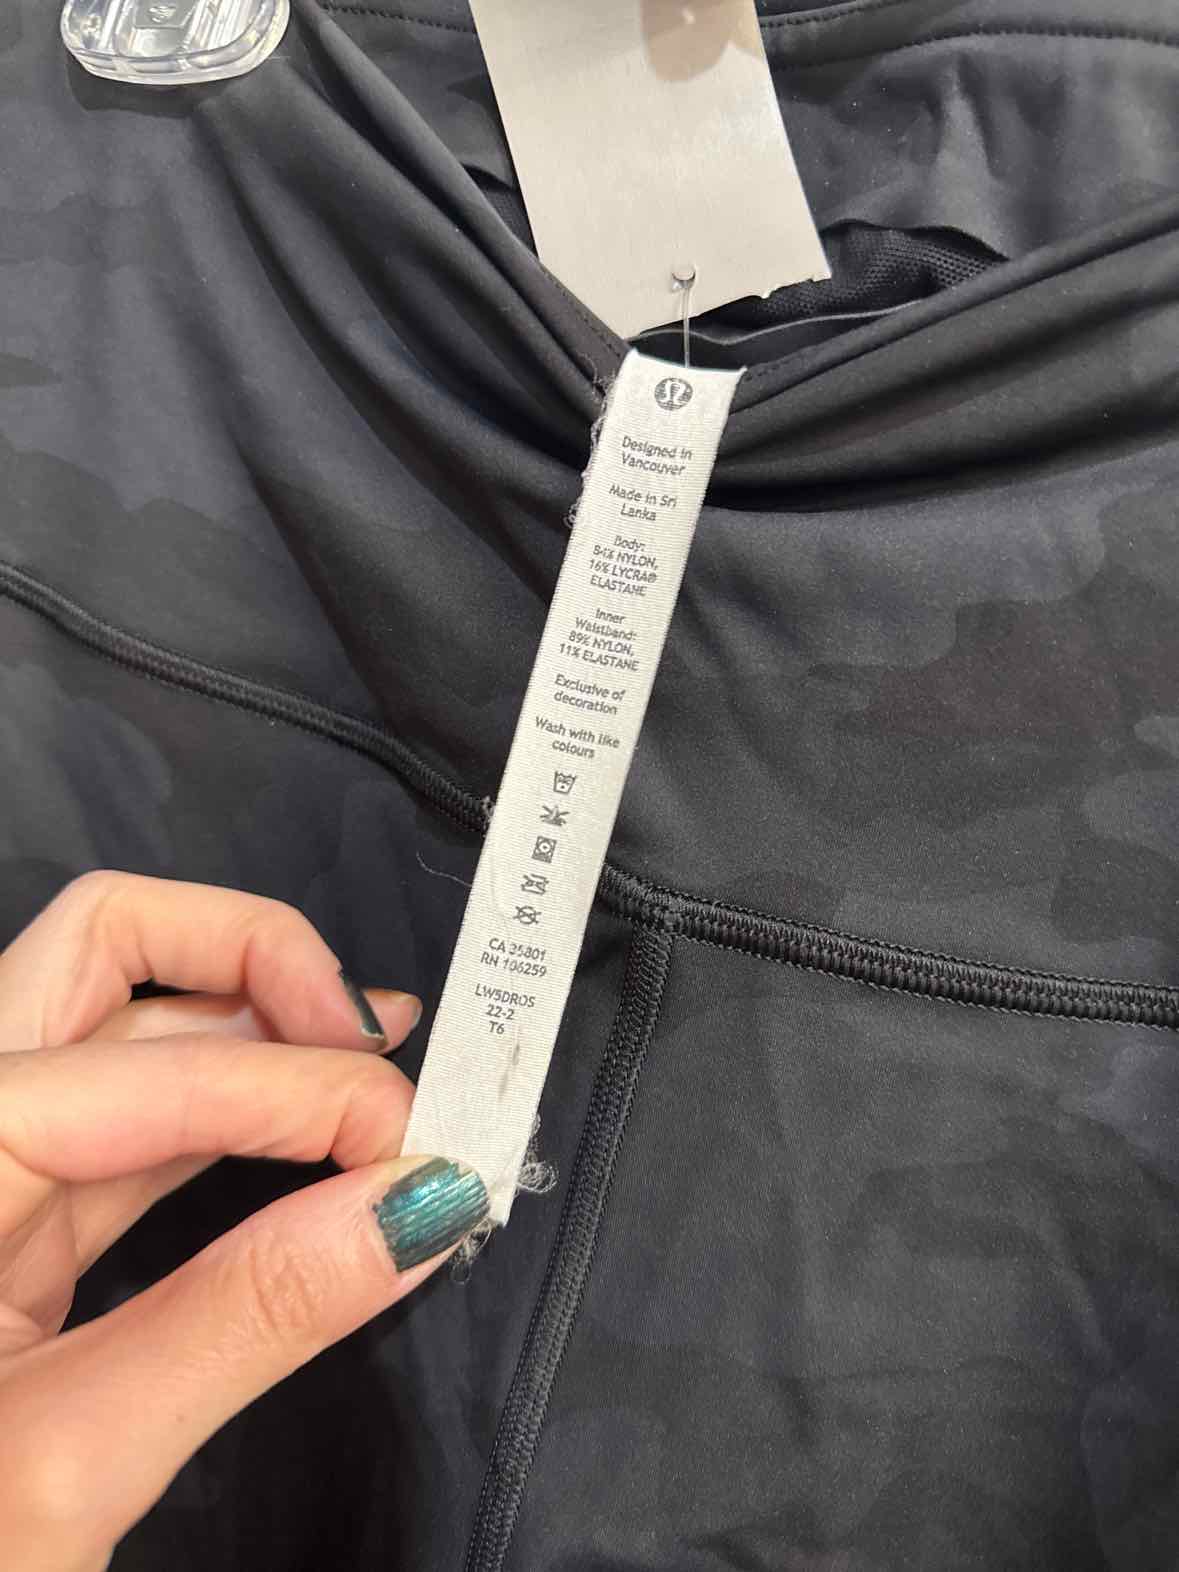 Designed in
Vancouver
Made in Sri
Lanka
Body:
84% NYLON,
16% LYCRA®
ELASTANE
Inner
Waistband:
89% NYLON,
11% ELASTANE
Exclusive of
decoration
Wash with like
colours
CA 35801
RN 106259
LW5DROS
22-2
T6